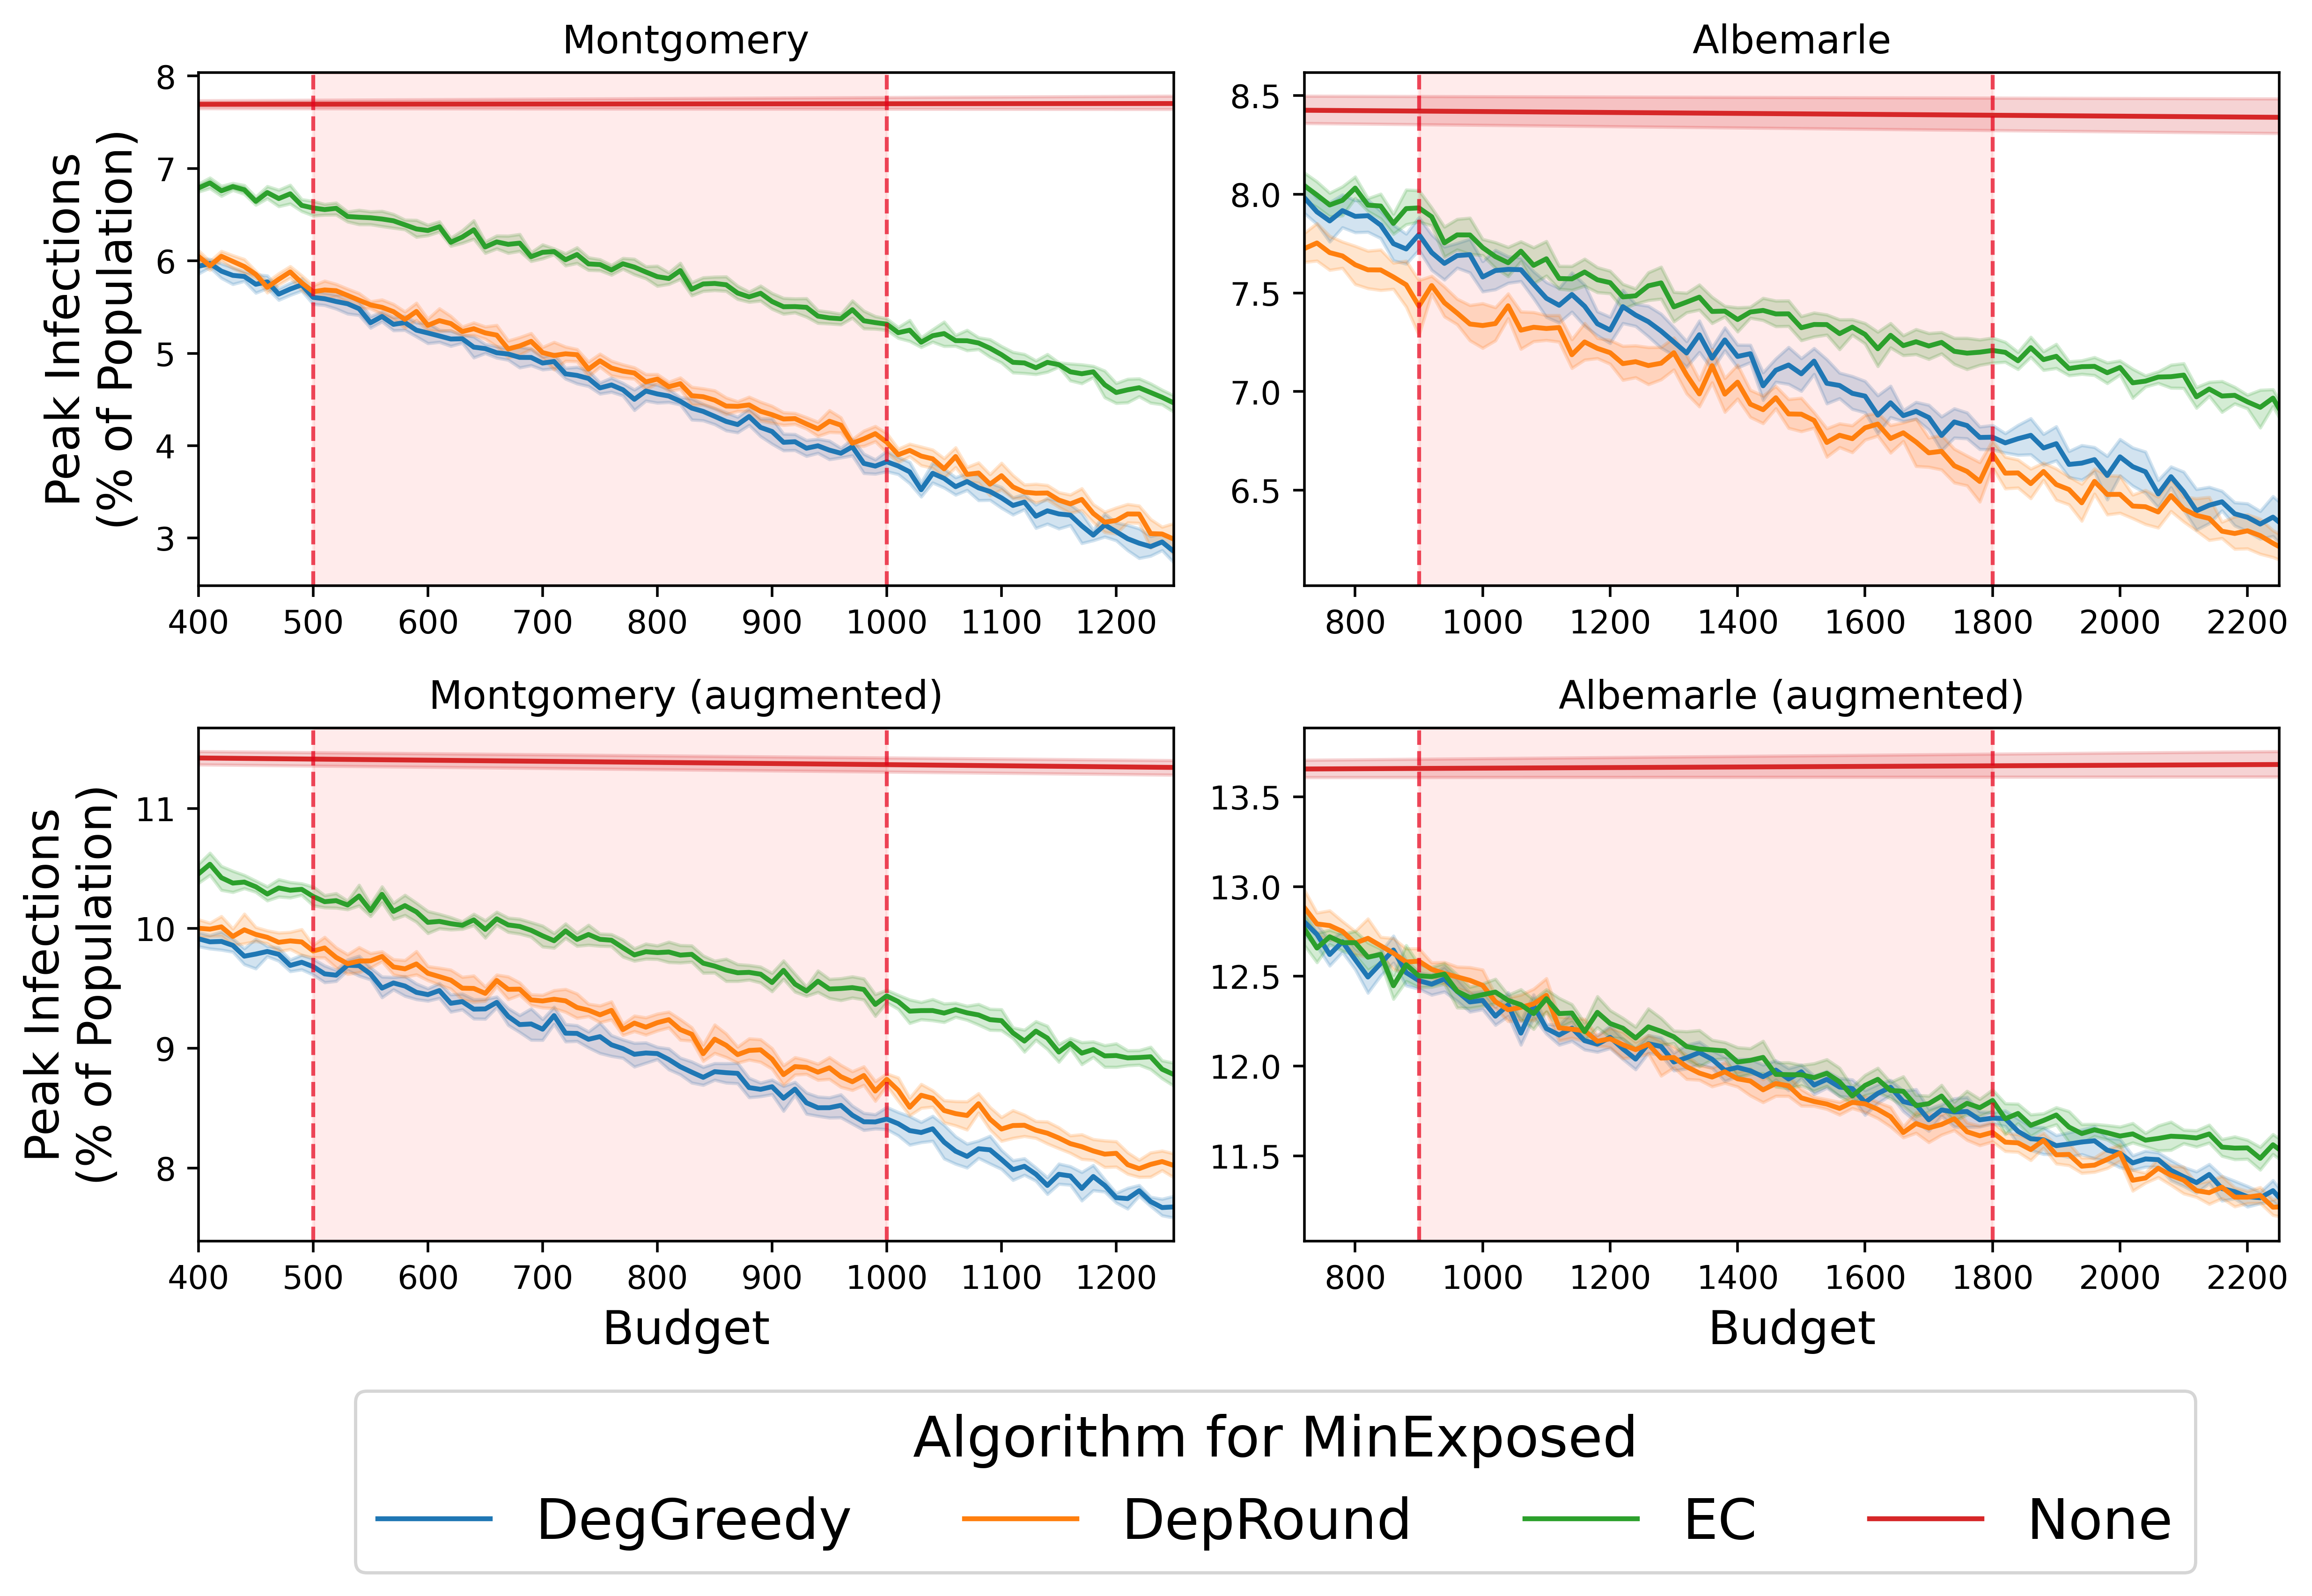 Montgomery
Albemarle
Peak Infections
(% of Population)
8
7
6
5
4
3
400 500 600 700 800 900 1000 1100 1200
8.5
8.0
7.5
7.0
6.5
800 1000 1200 1400 1600 1800 2000 2200
Montgomery (augmented)
Albemarle (augmented)
Peak Infections
(% of Population)
11
10
9
8
400 500 600 700 800 900 1000 1100 1200
Budget
13.5
13.0
12.5
12.0
11.5
800 1000 1200 1400 1600 1800 2000 2200
Budget
Algorithm for MinExposed
DegGreedy DepRound EC None